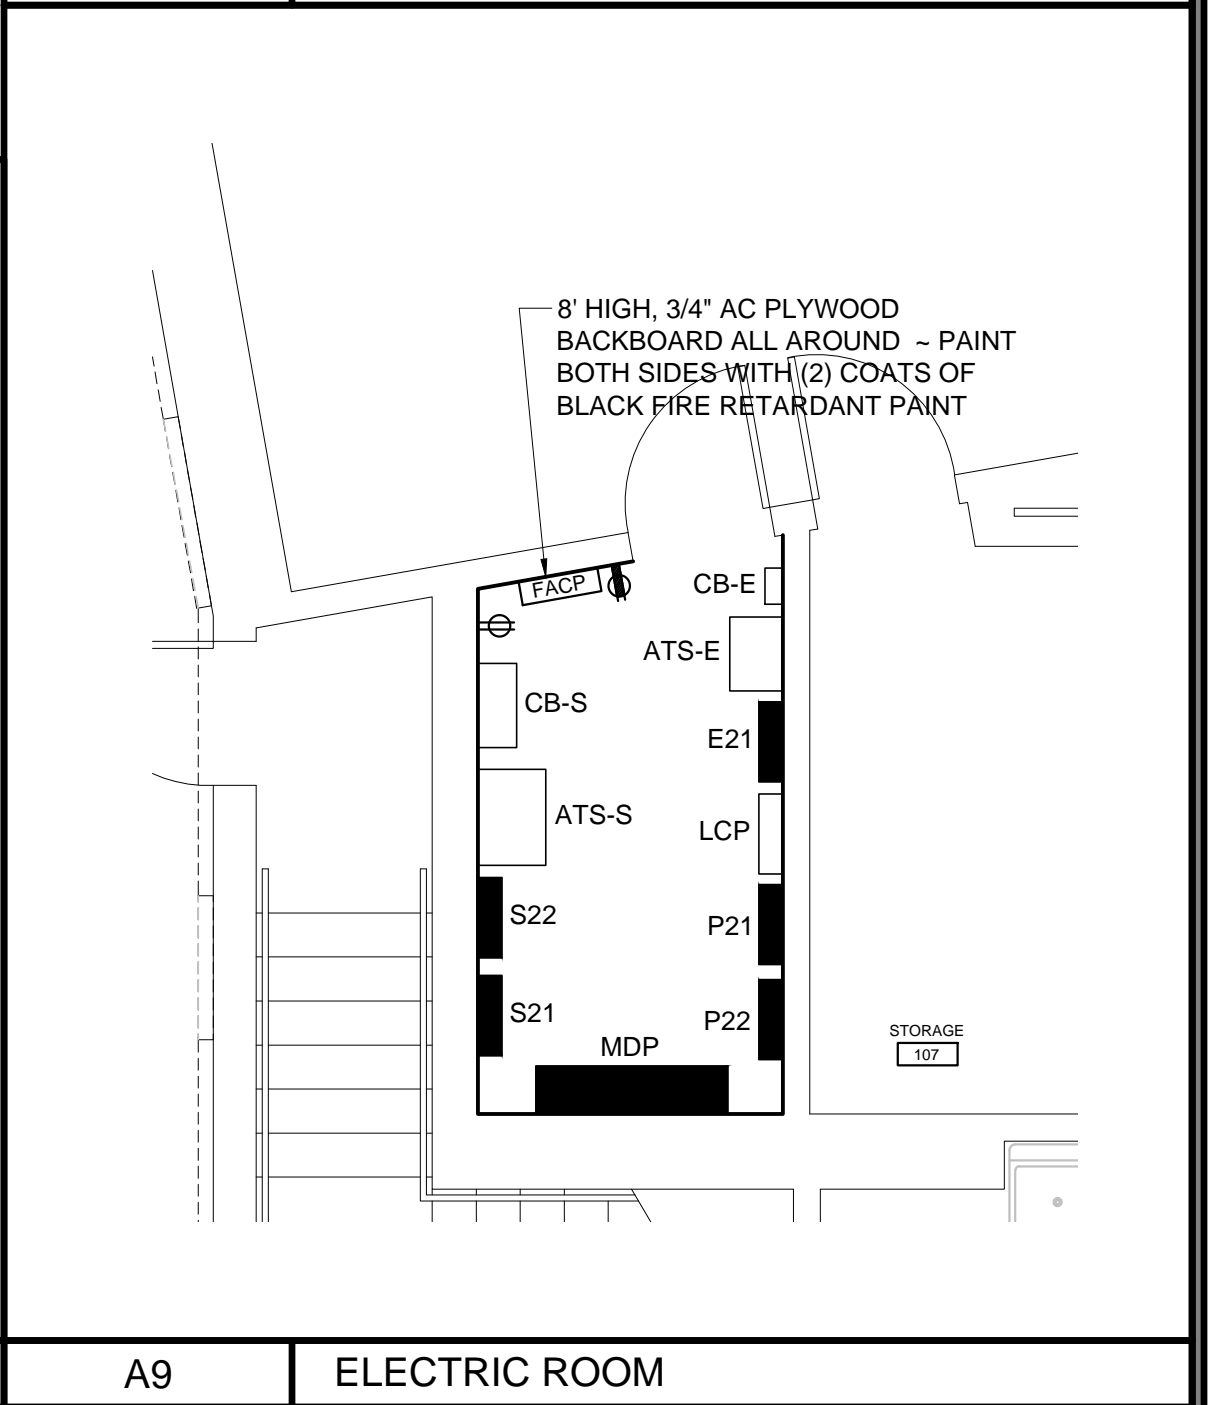 8' HIGH, 3/4" AC PLYWOOD
BACKBOARD ALL AROUND ~ PAINT
BOTH SIDES WITH (2) COATS OF
BLACK FIRE RETARDANT PAINT
FACP
CB-E
ATS-E
CB-S
E21
ATS-S
LCP
S22
P21
S21
P22
MDP
STORAGE
107
A9
ELECTRIC ROOM